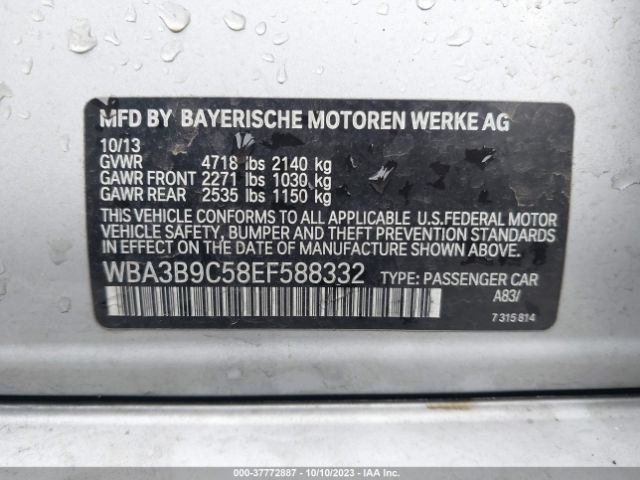 MFD BY BAYERISCHE MOTOREN WERKE AG
10/13
GVWR 4718 lbs 2140 kg
GAWR FRONT 2271 lbs 1030 kg
GAWR REAR 2535 lbs 1150 kg
THIS VEHICLE CONFORMS TO ALL APPLICABLE U.S.FEDERAL MOTOR
VEHICLE SAFETY, BUMPER AND THEFT PREVENTION STANDARDS
IN EFFECT ON THE DATE OF MANUFACTURE SHOWN ABOVE.
WBA3B9C58EF588332 TYPE: PASSENGER CAR
A83/
7 315 814
000-37772887 - 10/10/2023 - IAA Inc.